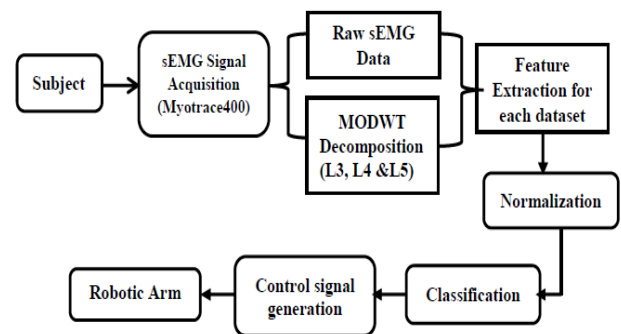 Subject
sEMG Signal
Acquisition
(Myotrace400)
Raw sEMG
Data
MODWT
Decomposition
(L3, L4 &L5)
Feature
Extraction for
each dataset
Normalization
Classification
Control signal
generation
Robotic Arm